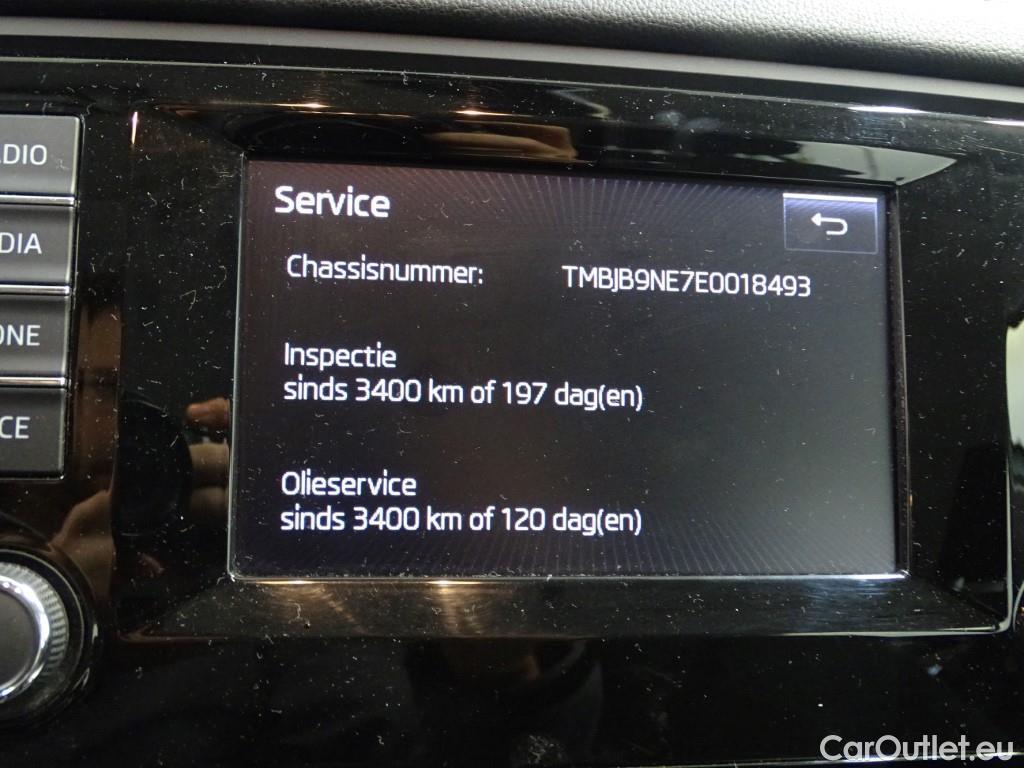 Service
Chassisnummer: TMBJB9NE7E0018493
Inspectie
sinds 3400 km of 197 dag(en)
Olieservice
sinds 3400 km of 120 dag(en)
ADIO
DIA
ONE
CE
CarOutlet.eu